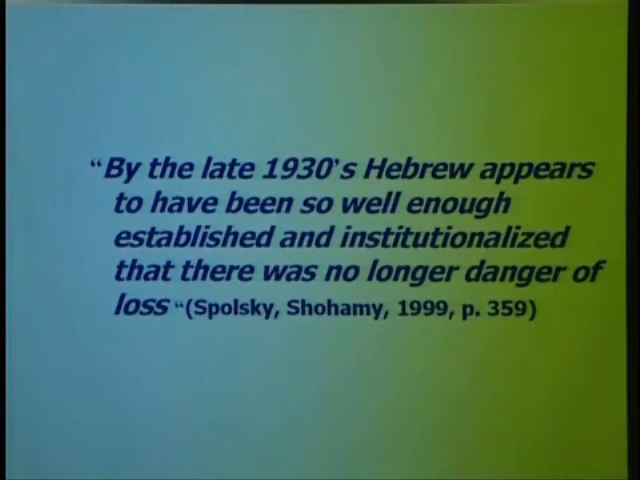 “By the late 1930’s Hebrew appears
to have been so well enough
established and institutionalized
that there was no longer danger of
loss “(Spolsky, Shohamy, 1999, p. 359)